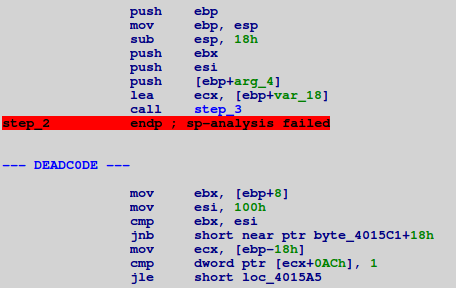 push ebp
mov ebp, esp
sub esp, 18h
push ebx
push esi
push [ebp+arg_4]
lea ecx, [ebp+var_18]
call step_3
step_2 endp ; sp-analysis failed
--- DEADC0DE ---
mov ebx, [ebp+8]
mov esi, 100h
cmp ebx, esi
jnb short near ptr byte_4015C1+18h
mov ecx, [ebp-18h]
cmp dword ptr [ecx+0ACh], 1
jle short loc_4015A5